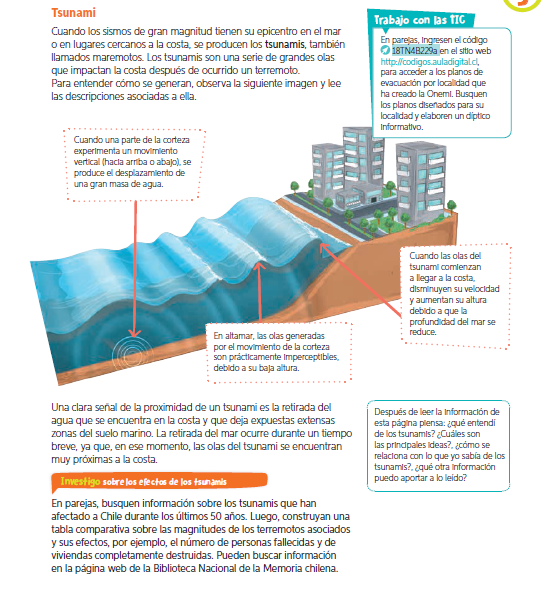 Tsunami
Cuando los sismos de gran magnitud tienen su epicentro en el mar
o en lugares cercanos a la costa, se producen los tsunamis, también
llamados maremotos. Los tsunamis son una serie de grandes olas
que impactan la costa después de ocurrido un terremoto.
Para entender cómo se generan, observa la siguiente imagen y lee
las descripciones asociadas a ella.
Trabajo con las TIC
En parejas, ingresen el código
18TN4B229a en el sitio web
http://codigos.auladigital.cl,
para acceder a los planos de
evacuación por localidad que
ha creado la Onemi. Busquen
los planos diseñados para su
localidad y elaboren un díptico
informativo.
Cuando una parte de la corteza
experimenta un movimiento
vertical (hacia arriba o abajo), se
produce el desplazamiento de
una gran masa de agua.
Cuando las olas del
tsunami comienzan
a llegar a la costa,
disminuyen su velocidad
y aumentan su altura
debido a que la
profundidad del mar se
reduce.
En altamar, las olas generadas
por el movimiento de la corteza
son prácticamente imperceptibles,
debido a su baja altura.
Una clara señal de la proximidad de un tsunami es la retirada del
agua que se encuentra en la costa y que deja expuestas extensas
zonas del suelo marino. La retirada del mar ocurre durante un tiempo
breve, ya que, en ese momento, las olas del tsunami se encuentran
muy próximas a la costa.
Después de leer la información de
esta página piensa: ¿qué entendí
de los tsunamis? ¿Cuáles son
las principales ideas?, ¿cómo se
relaciona con lo que yo sabía de los
tsunamis?, ¿qué otra información
puedo aportar a lo leído?
Investigo sobre los efectos de los tsunamis
En parejas, busquen información sobre los tsunamis que han
afectado a Chile durante los últimos 50 años. Luego, construyan una
tabla comparativa sobre las magnitudes de los terremotos asociados
y sus efectos, por ejemplo, el número de personas fallecidas y de
viviendas completamente destruidas. Pueden buscar información
en la página web de la Biblioteca Nacional de la Memoria chilena.